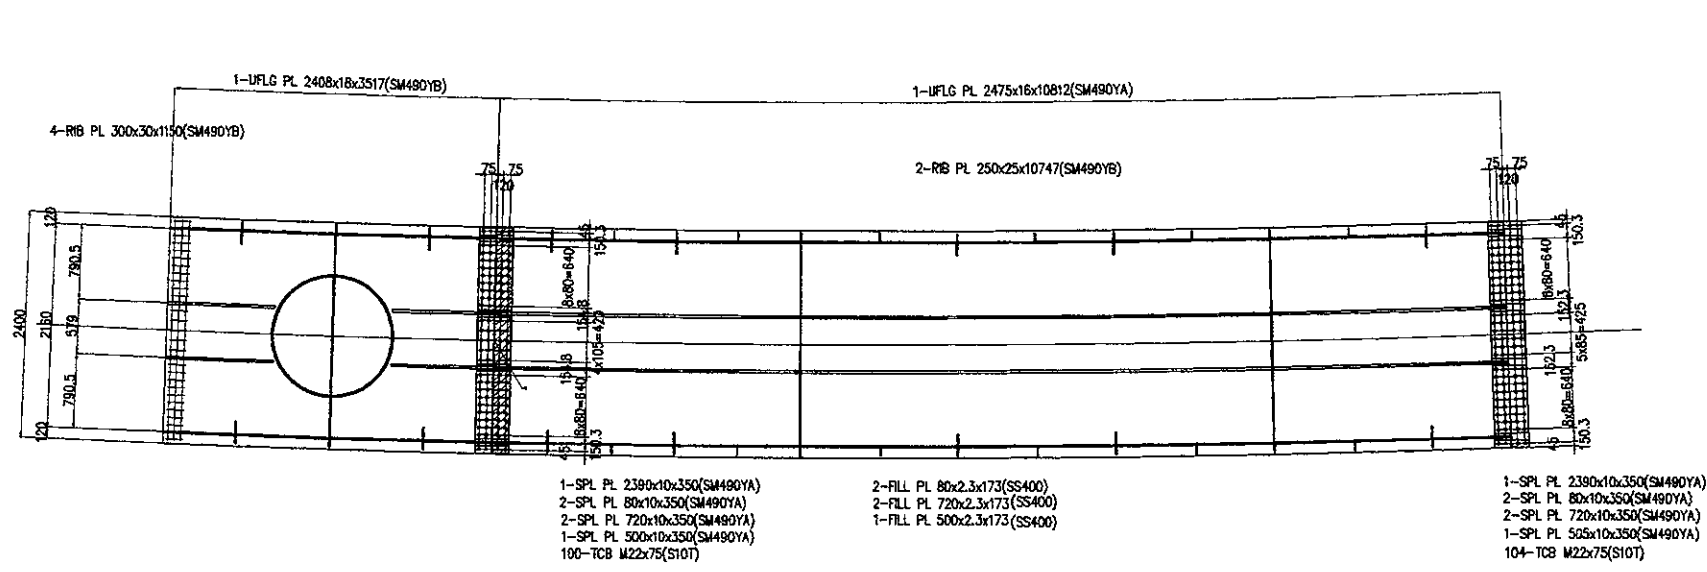 1-UFLG PL 2408x18x3517(SM490YB)
1-UFLG PL 2475x16x10812(SM490YA)
4-RIB PL 300x30x1150(SM490YB)
2-RIB PL 250x25x10747(SM490YB)
75 75
120
75 75
120
120
790.5
2400
2160
579
790.5
120
45
150.3
8x80=640
154.8
4x105=420
154.8
8x80=640
45
150.3
45
150.3
8x80=640
152.3
5x85=425
152.3
8x80=640
45
150.3
1-SPL PL 2390x10x350(SM490YA)
2-SPL PL 80x10x350(SM490YA)
2-SPL PL 720x10x350(SM490YA)
1-SPL PL 500x10x350(SM490YA)
100-TCB M22x75(S10T)
2-FILL PL 80x2.3x173(SS400)
2-FILL PL 720x2.3x173(SS400)
1-FILL PL 500x2.3x173(SS400)
1-SPL PL 2390x10x350(SM490YA)
2-SPL PL 80x10x350(SM490YA)
2-SPL PL 720x10x350(SM490YA)
1-SPL PL 505x10x350(SM490YA)
104-TCB M22x75(S10T)